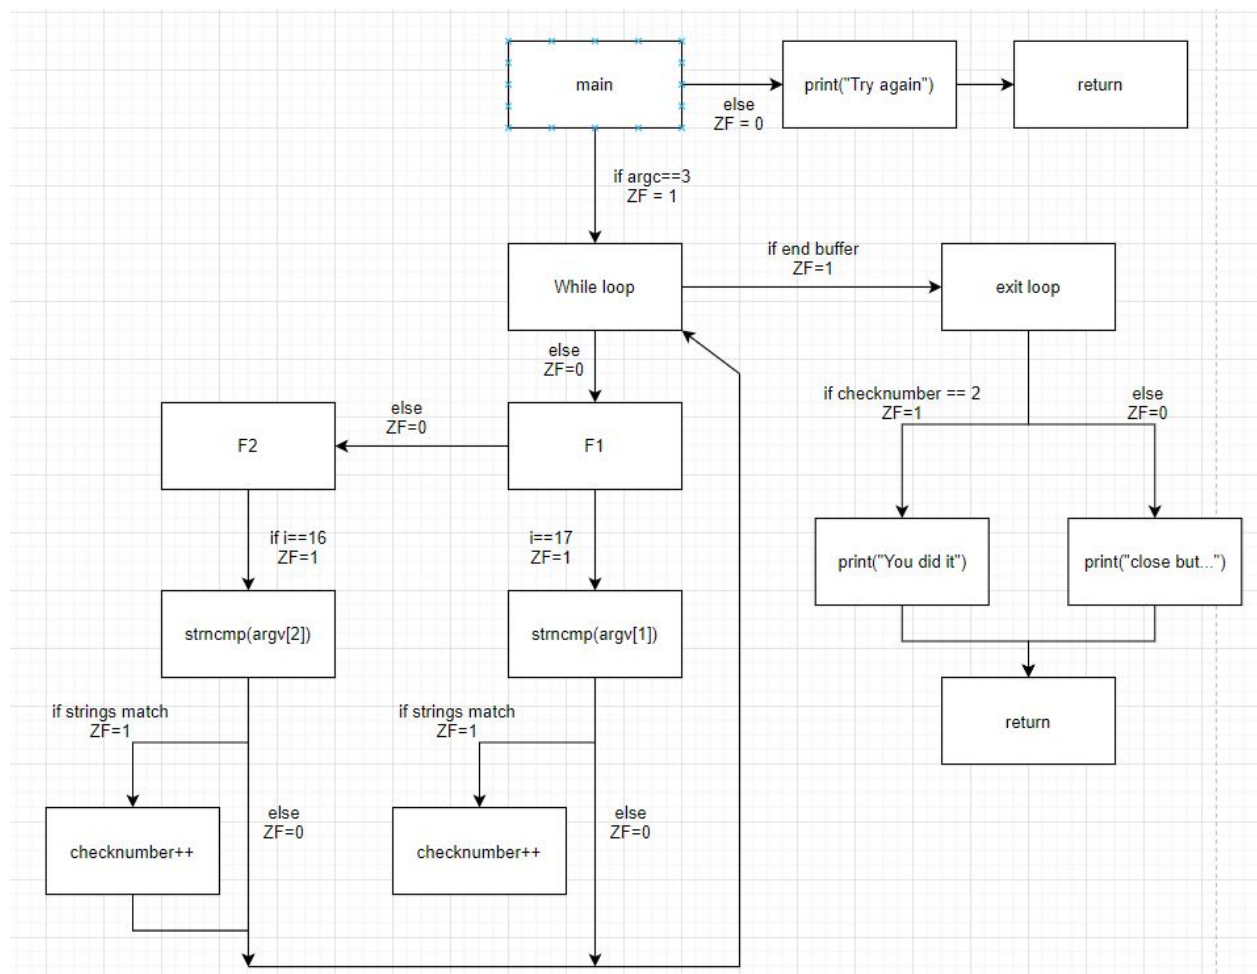 main
else
ZF = 0
print("Try again")
return
if argc==3
ZF = 1
While loop
if end buffer
ZF=1
exit loop
else
ZF=0
if checknumber == 2
ZF=1
else
ZF=0
F2
else
ZF=0
F1
if i==16
ZF=1
i==17
ZF=1
print("You did it")
print("close but...")
strncmp(argv[2])
strncmp(argv[1])
return
if strings match
ZF=1
if strings match
ZF=1
else
ZF=0
else
ZF=0
checknumber++
checknumber++